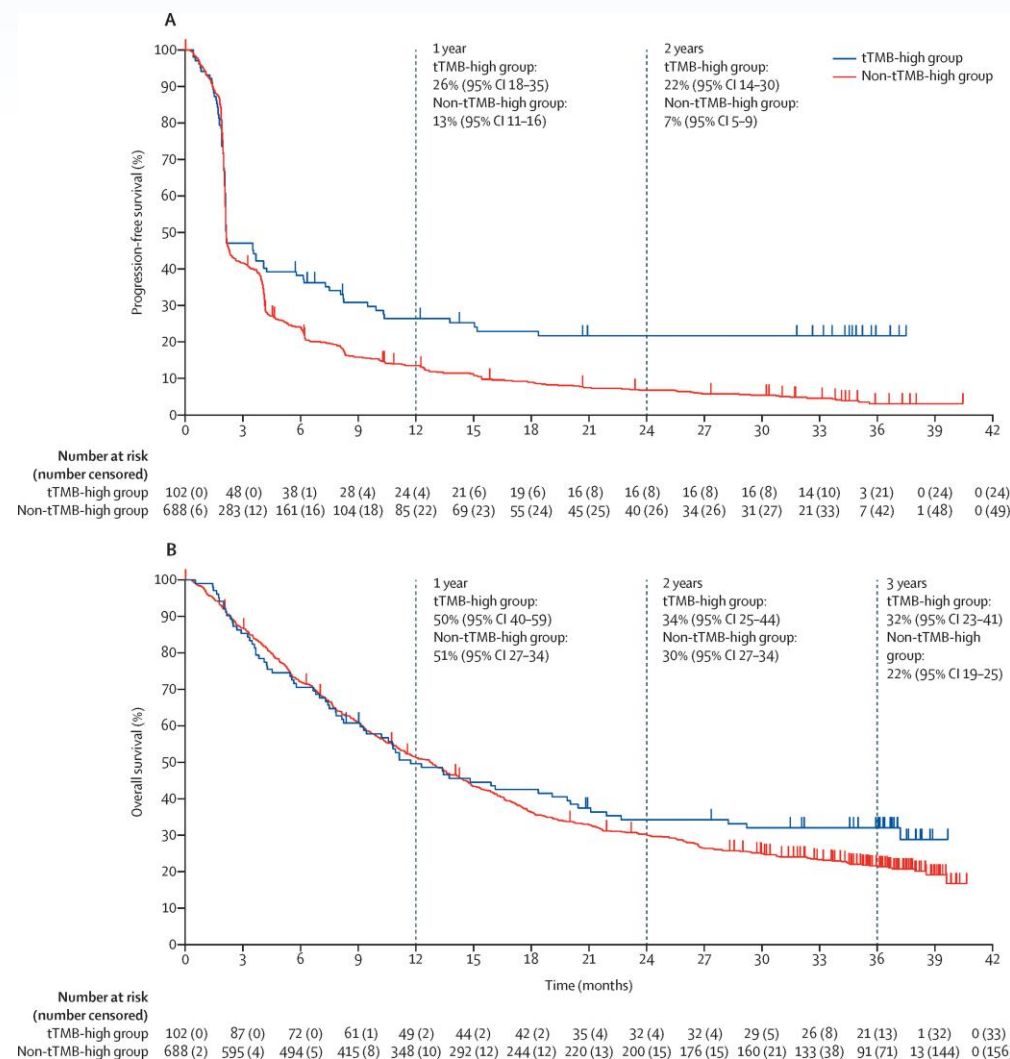 A
100
90
80
70
60
50
40
30
20
10
0
Progression-free survival (%)
1 year
tTMB-high group:
26% (95% CI 18–35)
Non-tTMB-high group:
13% (95% CI 11–16)
2 years
tTMB-high group:
22% (95% CI 14–30)
Non-tTMB-high group:
7% (95% CI 5–9)
tTMB-high group
Non-tTMB-high group
0 3 6 9 12 15 18 21 24 27 30 33 36 39 42
Number at risk
(number censored)
tTMB-high group 102 (0) 48 (0) 38 (1) 28 (4) 24 (4) 21 (6) 19 (6) 16 (8) 16 (8) 16 (8) 16 (8) 14 (10) 3 (21) 0 (24) 0 (24)
Non-tTMB-high group 688 (6) 283 (12) 161 (16) 104 (18) 85 (22) 69 (23) 55 (24) 45 (25) 40 (26) 34 (26) 31 (27) 21 (33) 7 (42) 1 (48) 0 (49)
B
100
90
80
70
60
50
40
30
20
10
0
Overall survival (%)
1 year
tTMB-high group:
50% (95% CI 40–59)
Non-tTMB-high group:
51% (95% CI 27–34)
2 years
tTMB-high group:
34% (95% CI 25–44)
Non-tTMB-high group:
30% (95% CI 27–34)
3 years
tTMB-high group:
32% (95% CI 23–41)
Non-tTMB-high
group:
22% (95% CI 19–25)
0 3 6 9 12 15 18 21 24 27 30 33 36 39 42
Time (months)
Number at risk
(number censored)
tTMB-high group 102 (0) 87 (0) 72 (0) 61 (1) 49 (2) 44 (2) 42 (2) 35 (4) 32 (4) 32 (4) 29 (5) 26 (8) 21 (13) 1 (32) 0 (33)
Non-tTMB-high group 688 (2) 595 (4) 494 (5) 415 (8) 348 (10) 292 (12) 244 (12) 220 (13) 200 (15) 176 (15) 160 (21) 133 (38) 91 (71) 13 (144) 0 (156